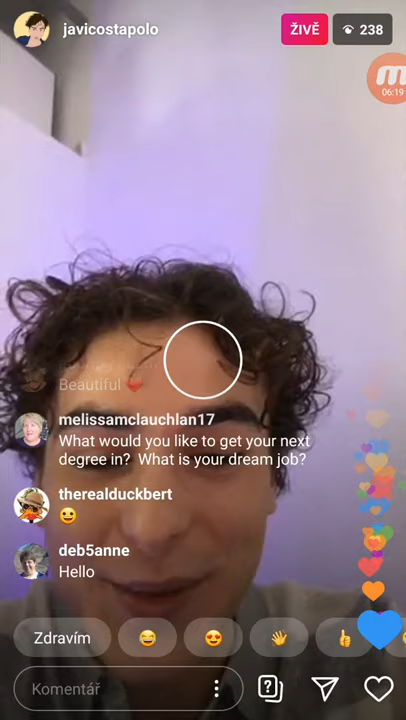 javicostapolo
ŽIVĚ
238
06:19
Beautiful
melissamclauchlan17
What would you like to get your next
degree in? What is your dream job?
therealduckbert
deb5anne
Hello
Zdravím
Komentář